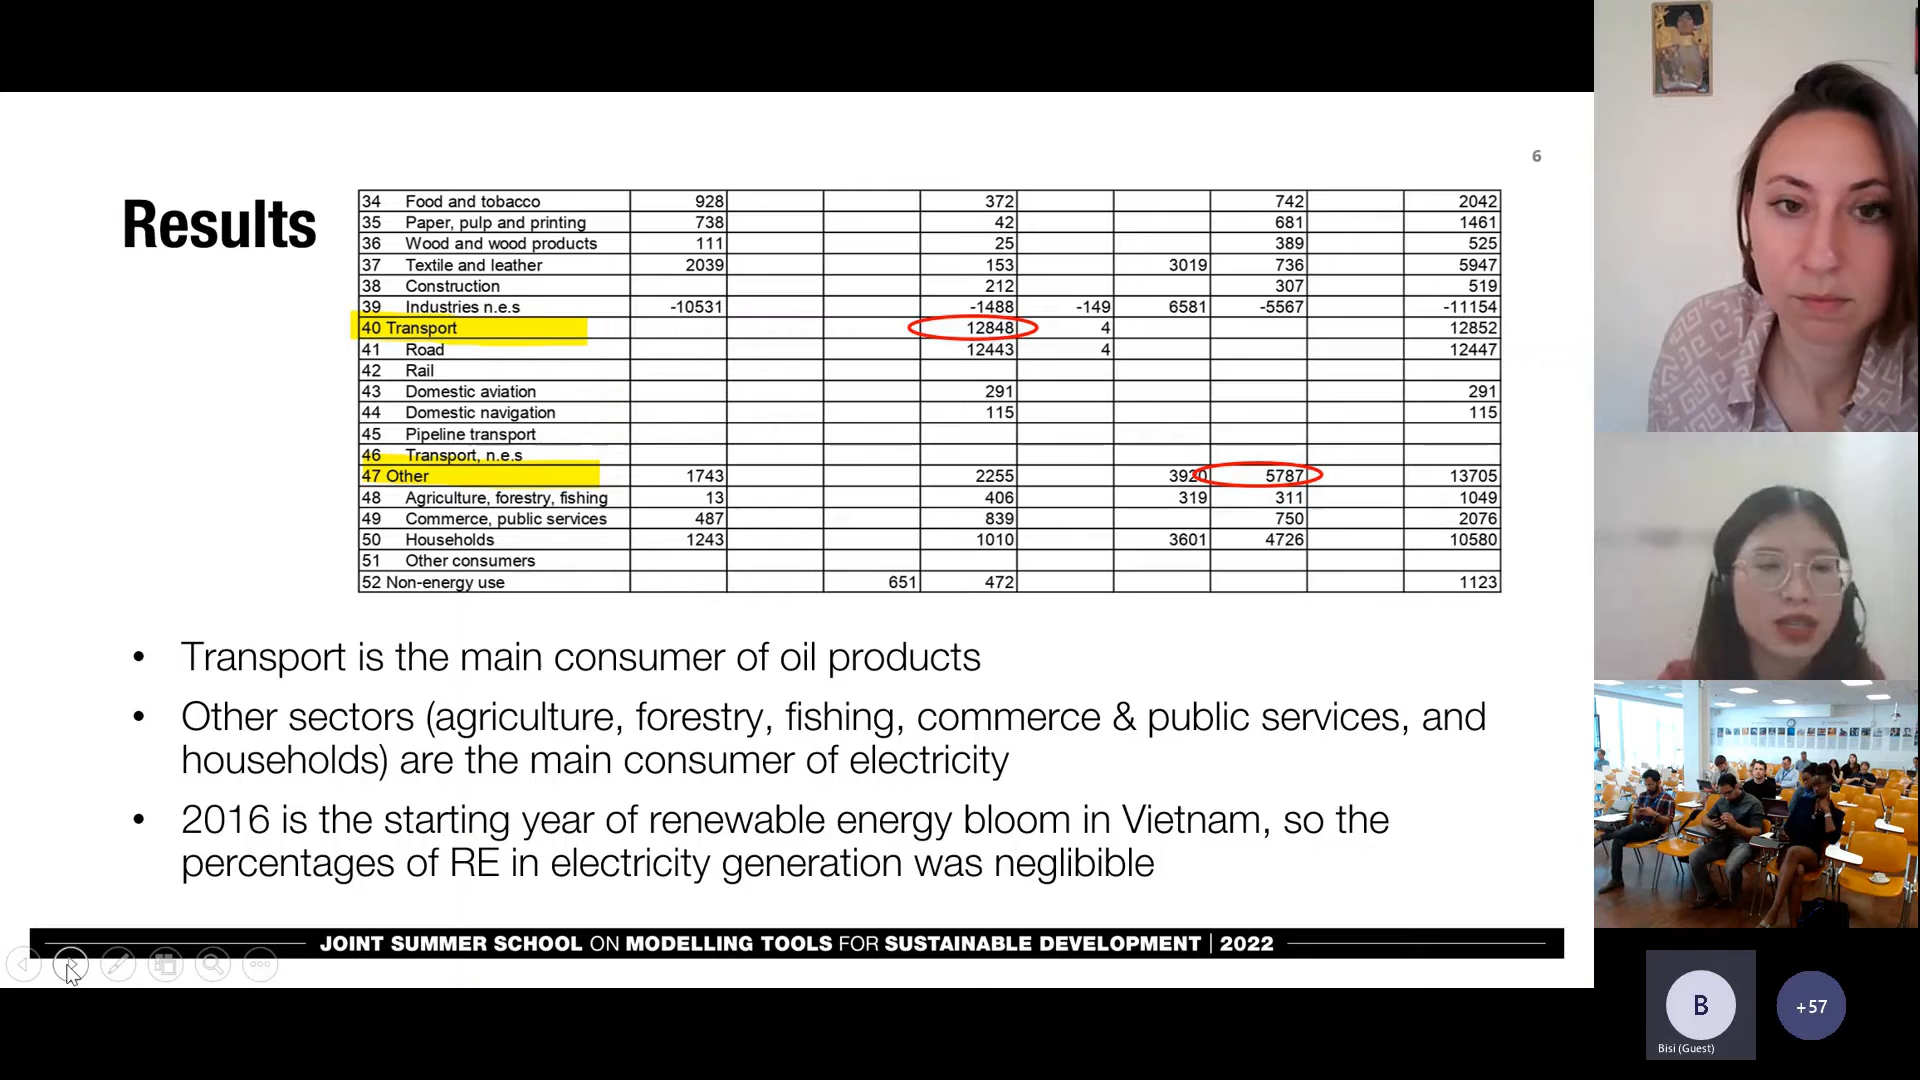 6
Results
34 Food and tobacco 928 372 742 2042
35 Paper, pulp and printing 738 42 681 1461
36 Wood and wood products 111 25 389 525
37 Textile and leather 2039 153 3019 736 5947
38 Construction 212 307 519
39 Industries n.e.s -10531 -1488 -149 6581 -5567 -11154
40 Transport 12848 4 12852
41 Road 12443 4 12447
42 Rail
43 Domestic aviation 291 291
44 Domestic navigation 115 115
45 Pipeline transport
46 Transport, n.e.s
47 Other 1743 2255 3920 5787 13705
48 Agriculture, forestry, fishing 13 406 319 311 1049
49 Commerce, public services 487 839 750 2076
50 Households 1243 1010 3601 4726 10580
51 Other consumers
52 Non-energy use 651 472 1123
• Transport is the main consumer of oil products
• Other sectors (agriculture, forestry, fishing, commerce & public services, and
households) are the main consumer of electricity
• 2016 is the starting year of renewable energy bloom in Vietnam, so the
percentages of RE in electricity generation was neglibible
JOINT SUMMER SCHOOL ON MODELLING TOOLS FOR SUSTAINABLE DEVELOPMENT | 2022
B
Bisi (Guest)
+57